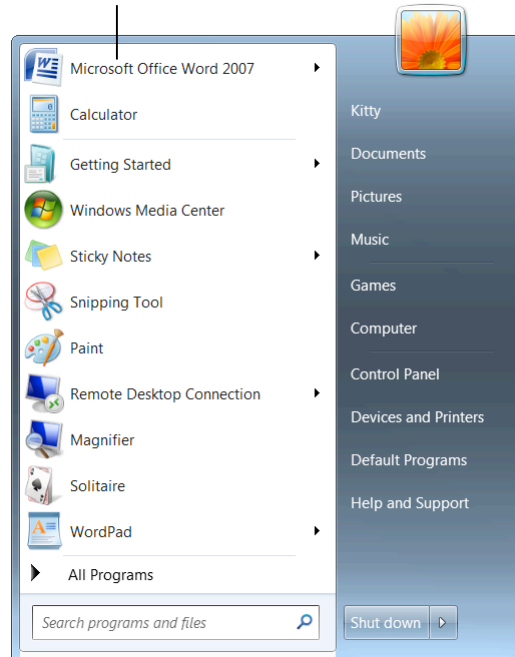 Microsoft Office Word 2007
Calculator
Getting Started
Windows Media Center
Sticky Notes
Snipping Tool
Paint
Remote Desktop Connection
Magnifier
Solitaire
WordPad
All Programs
Search programs and files
Kitty
Documents
Pictures
Music
Games
Computer
Control Panel
Devices and Printers
Default Programs
Help and Support
Shut down